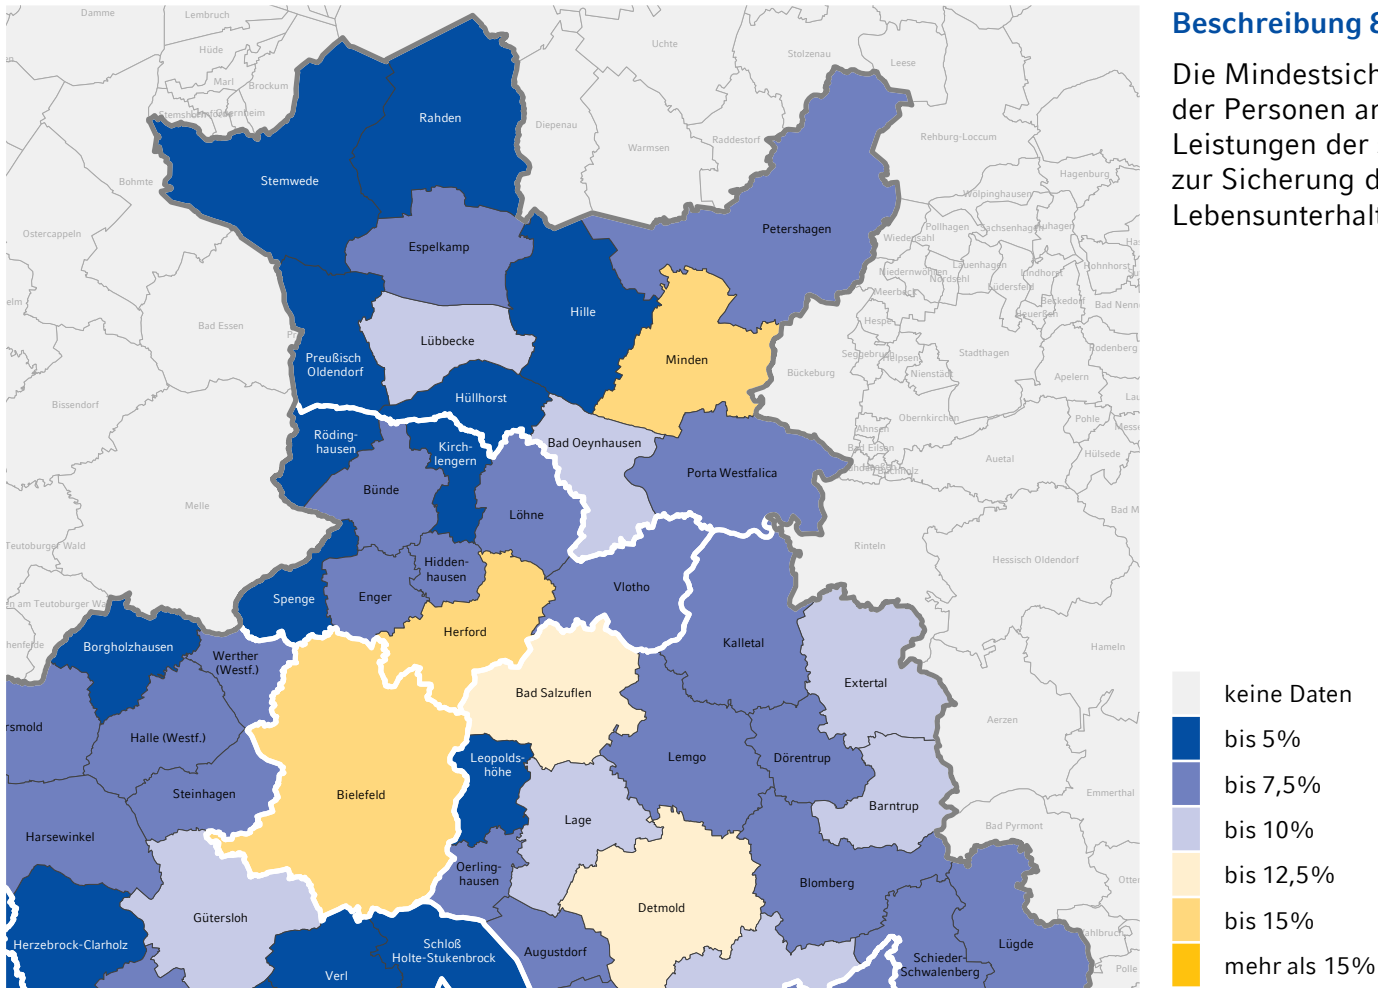 Beschreibung &
Die Mindestsich
der Personen an
Leistungen der
zur Sicherung d
Lebensunterhalt
Damme
Lembruch
Hüde
Marl
Brockum
Uchte
Stolzenau
Leese
Diepenau
Warmsen
Raddestorf
Rehburg-Loccum
Hagenburg
Wölpinghausen
Bohmte
Ostercappeln
Rahden
Stemwede
Petershagen
Espelkamp
Wiedensahl
Pollhagen
Sachsenhagen
Niedernwöhren
Nordsehl
Lauenhagen
Lüdersfeld
Lindhorst
Beckedorf
Heuerßen
Hohnhorst
Bad Nenn
Meerbeck
Hespe
Bad Essen
Hille
Lübbecke
Preußisch
Oldendorf
Minden
Bückeburg
Seggebruch
Helpsen
Nienstädt
Stadthagen
Rodenberg
Apelern
Hüllhorst
Bissendorf
Obernkirchen
Pohle
Ahnsen
Bad Eilsen
Buchholz
Auetal
Hülsede
Röding-
hausen
Kirch-
lengern
Bad Oeynhausen
Porta Westfalica
Bünde
Löhne
Melle
Bad M
Teutoburger Wald
Rinteln
Hessisch Oldendorf
Hidden-
hausen
Vlotho
Spenge
Enger
Herford
Kalletal
Hameln
Borgholzhausen
Werther
(Westf.)
Extertal
Bad Salzuflen
Aerzen
rsmold
Halle (Westf.)
Leopolds-
höhe
Lemgo
Dörentrup
Steinhagen
Bielefeld
Barntrup
Emmerthal
Harsewinkel
Lage
Bad Pyrmont
Oerling-
hausen
Blomberg
Detmold
Gütersloh
Herzebrock-Clarholz
Schloß
Holte-Stukenbrock
Augustdorf
Lügde
Schieder-
Schwalenberg
Verl
Polle
keine Daten
bis 5%
bis 7,5%
bis 10%
bis 12,5%
bis 15%
mehr als 15%